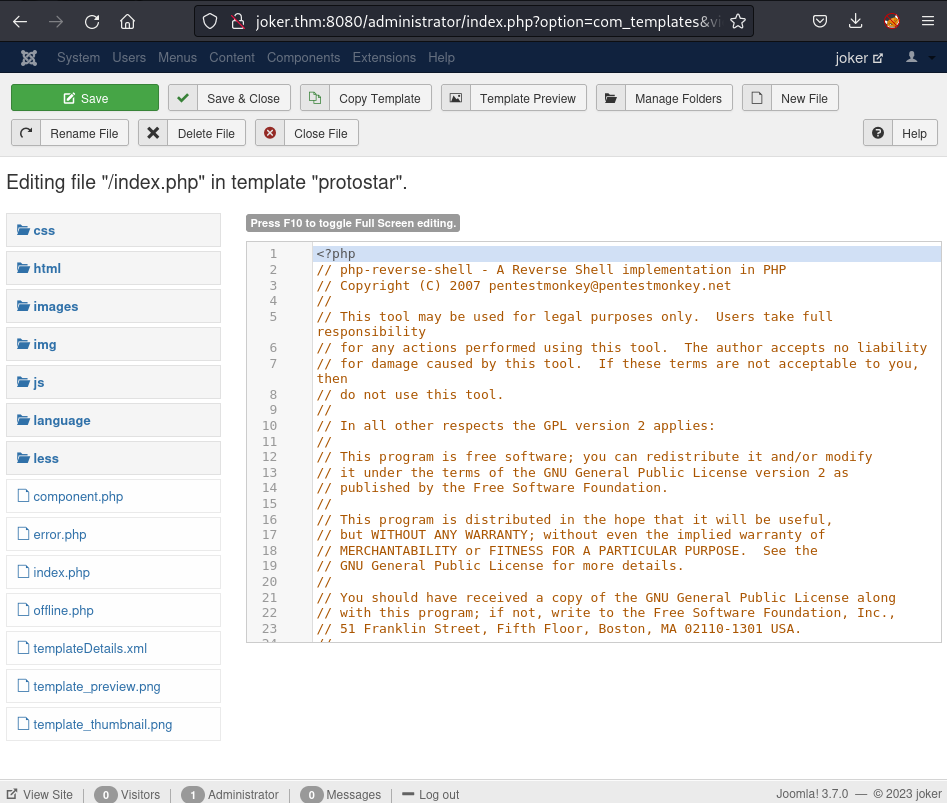 joker.thm:8080/administrator/index.php?option=com_templates&vi
System Users Menus Content Components Extensions Help joker
Save Save & Close Copy Template Template Preview Manage Folders New File
Rename File Delete File Close File Help
Editing file "/index.php" in template "protostar".
css
html
images
img
js
language
less
component.php
error.php
index.php
offline.php
templateDetails.xml
template_preview.png
template_thumbnail.png
Press F10 to toggle Full Screen editing.
1 <?php
2 // php-reverse-shell - A Reverse Shell implementation in PHP
3 // Copyright (C) 2007 pentestmonkey@pentestmonkey.net
4 //
5 // This tool may be used for legal purposes only.  Users take full
responsibility
6 // for any actions performed using this tool.  The author accepts no liability
7 // for damage caused by this tool.  If these terms are not acceptable to you,
then
8 // do not use this tool.
9 //
10 // In all other respects the GPL version 2 applies:
11 //
12 // This program is free software; you can redistribute it and/or modify
13 // it under the terms of the GNU General Public License version 2 as
14 // published by the Free Software Foundation.
15 //
16 // This program is distributed in the hope that it will be useful,
17 // but WITHOUT ANY WARRANTY; without even the implied warranty of
18 // MERCHANTABILITY or FITNESS FOR A PARTICULAR PURPOSE.  See the
19 // GNU General Public License for more details.
20 //
21 // You should have received a copy of the GNU General Public License along
22 // with this program; if not, write to the Free Software Foundation, Inc.,
23 // 51 Franklin Street, Fifth Floor, Boston, MA 02110-1301 USA.
24 //
View Site 0 Visitors 1 Administrator 0 Messages Log out Joomla! 3.7.0 — © 2023 joker